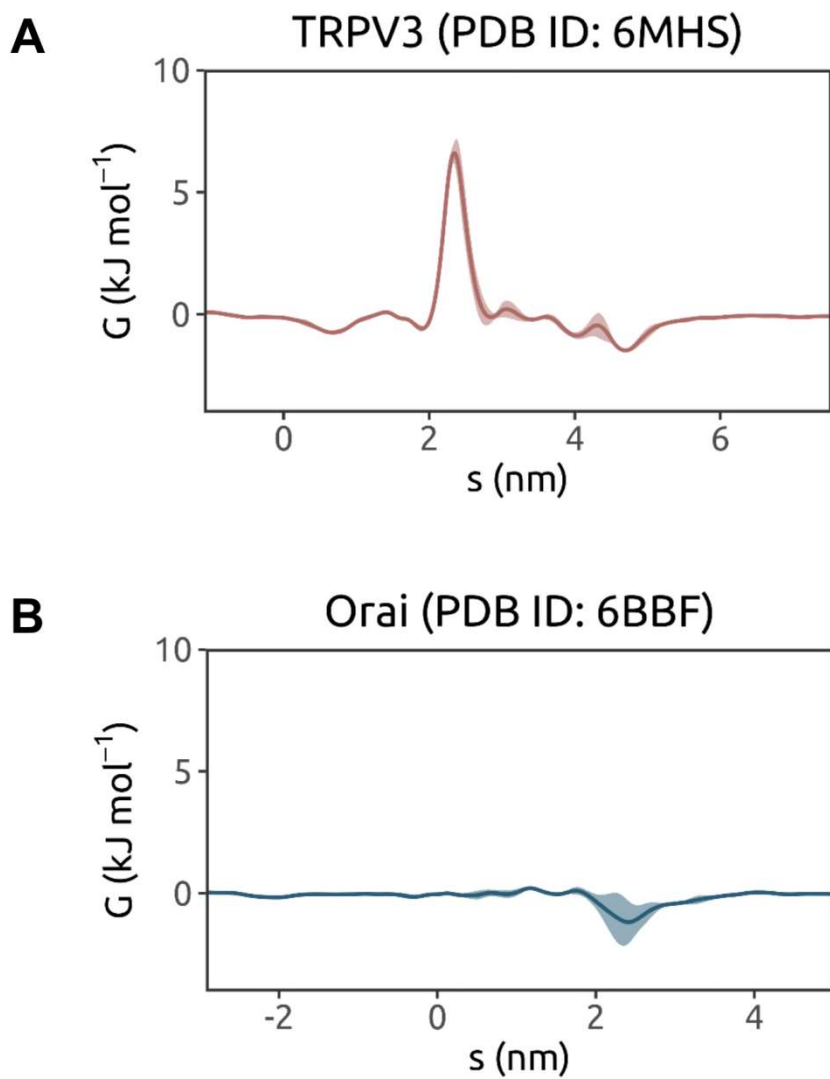 A
TRPV3 (PDB ID: 6MHS)
10
5
0
G (kJ mol⁻¹)
0 2 4 6
s (nm)
B
Orai (PDB ID: 6BBF)
10
5
0
G (kJ mol⁻¹)
-2 0 2 4
s (nm)